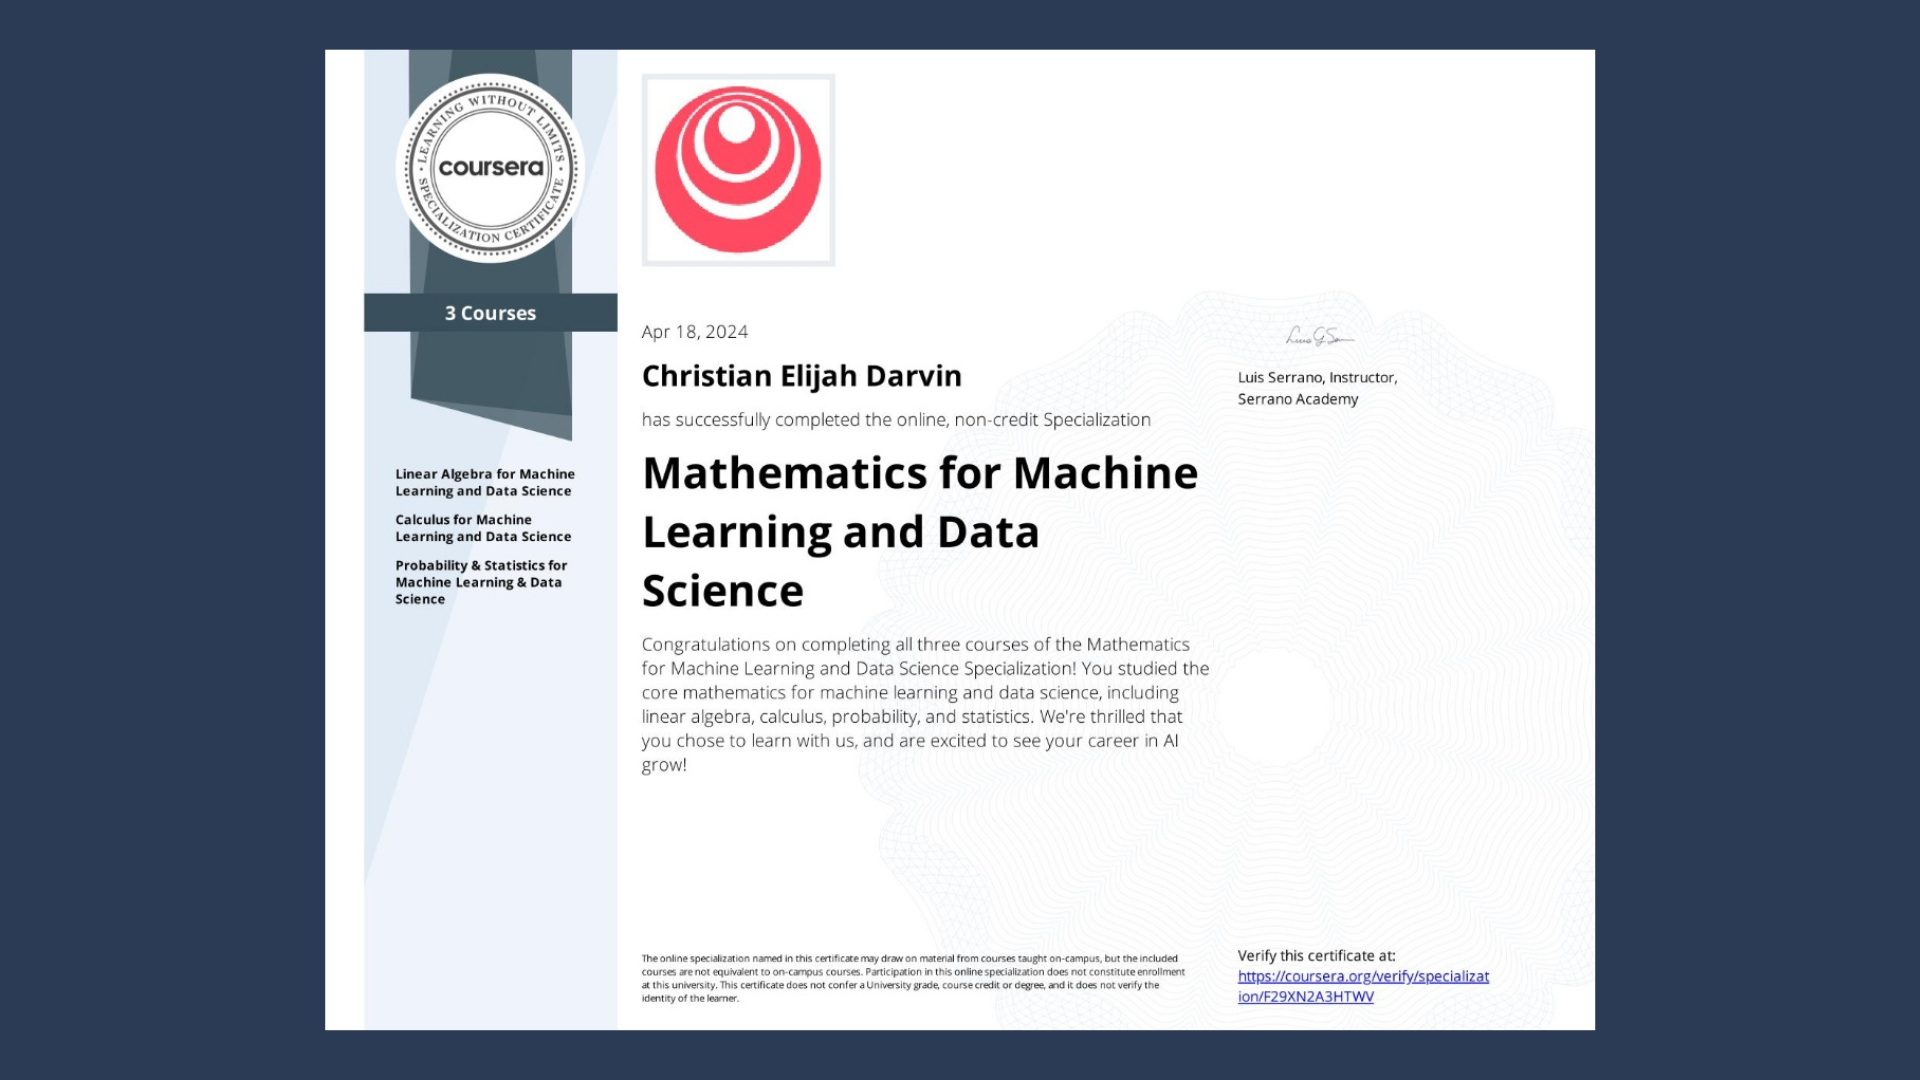 LEARNING WITHOUT LIMITS
coursera
SPECIALIZATION CERTIFICATE
3 Courses
Linear Algebra for Machine
Learning and Data Science
Calculus for Machine
Learning and Data Science
Probability & Statistics for
Machine Learning & Data
Science
Apr 18, 2024
Christian Elijah Darvin
has successfully completed the online, non-credit Specialization
Mathematics for Machine
Learning and Data
Science
Congratulations on completing all three courses of the Mathematics
for Machine Learning and Data Science Specialization! You studied the
core mathematics for machine learning and data science, including
linear algebra, calculus, probability, and statistics. We're thrilled that
you chose to learn with us, and are excited to see your career in AI
grow!
Luis Serrano, Instructor,
Serrano Academy
The online specialization named in this certificate may draw on material from courses taught on-campus, but the included
courses are not equivalent to on-campus courses. Participation in this online specialization does not constitute enrollment
at this university. This certificate does not confer a University grade, course credit or degree, and it does not verify the
identity of the learner.
Verify this certificate at:
https://coursera.org/verify/specializat
ion/F29XN2A3HTWV